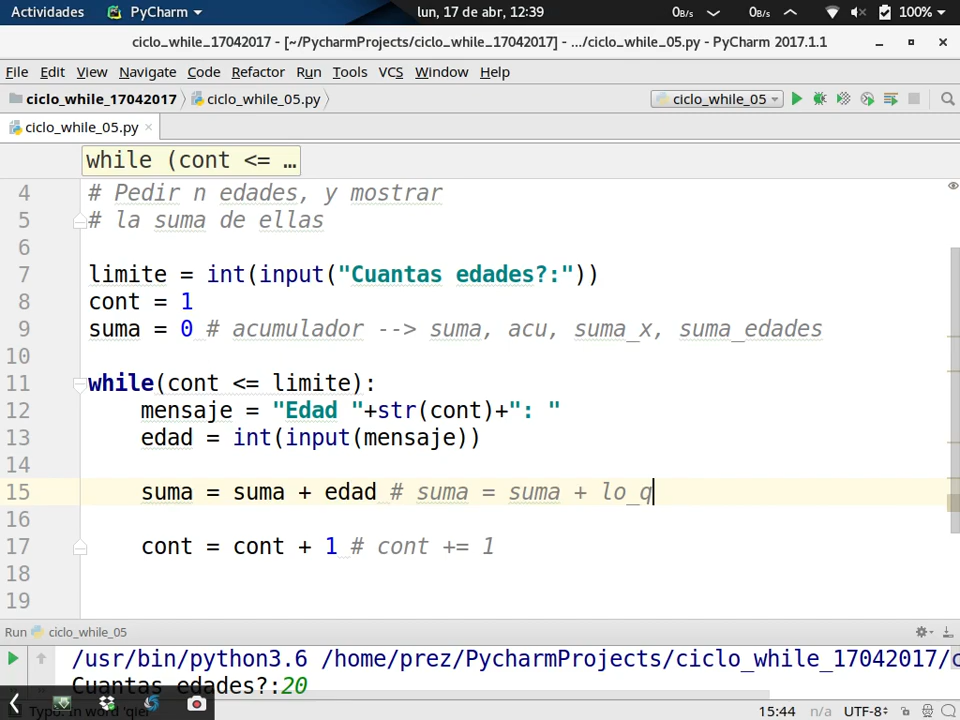 Actividades PyCharm lun, 17 de abr, 12:39 0B/s 0B/s 100%
ciclo_while_17042017 - [~/PycharmProjects/ciclo_while_17042017] - .../ciclo_while_05.py - PyCharm 2017.1.1
File Edit View Navigate Code Refactor Run Tools VCS Window Help
ciclo_while_17042017 ciclo_while_05.py ciclo_while_05
ciclo_while_05.py
while (cont <= …
4 # Pedir n edades, y mostrar
5 # la suma de ellas
6
7 limite = int(input("Cuantas edades?:"))
8 cont = 1
9 suma = 0 # acumulador --> suma, acu, suma_x, suma_edades
10
11 while(cont <= limite):
12 mensaje = "Edad "+str(cont)+": "
13 edad = int(input(mensaje))
14
15 suma = suma + edad # suma = suma + lo_q
16
17 cont = cont + 1 # cont += 1
18
19
Run ciclo_while_05
/usr/bin/python3.6 /home/prez/PycharmProjects/ciclo_while_17042017/c
Cuantas edades?:20
15:44 n/a UTF-8